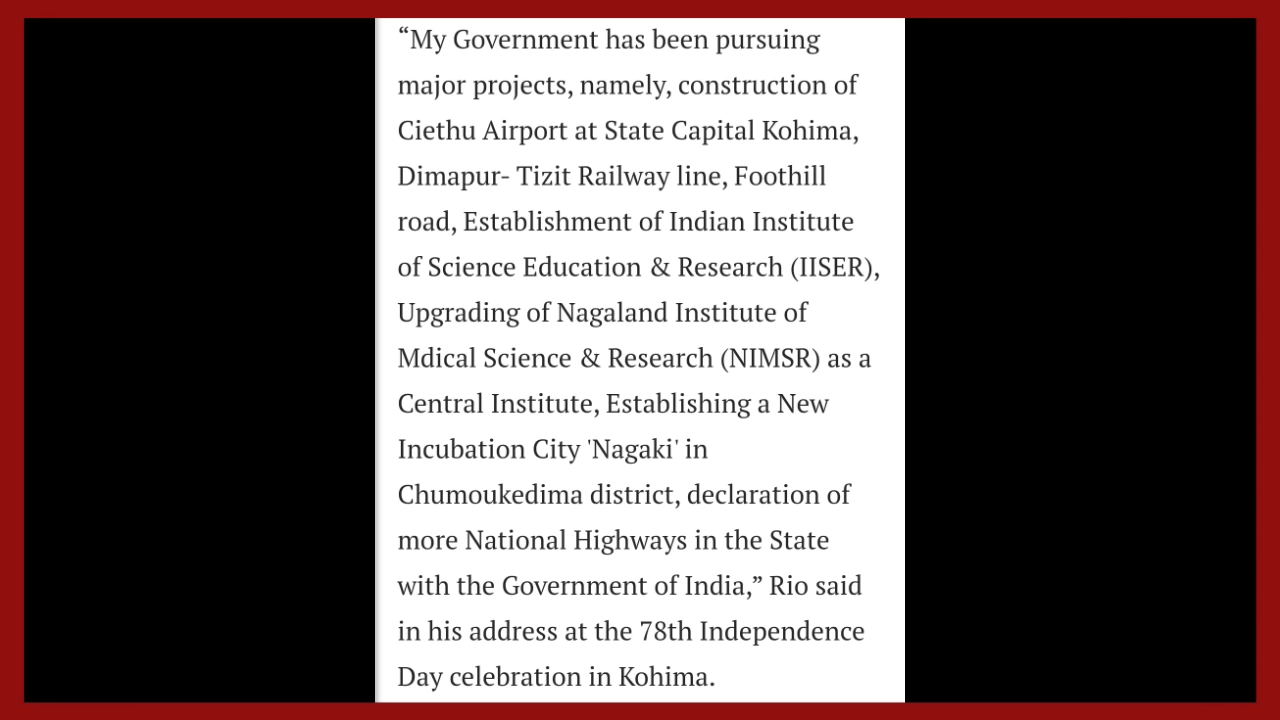 “My Government has been pursuing
major projects, namely, construction of
Ciethu Airport at State Capital Kohima,
Dimapur- Tizit Railway line, Foothill
road, Establishment of Indian Institute
of Science Education & Research (IISER),
Upgrading of Nagaland Institute of
Mdical Science & Research (NIMSR) as a
Central Institute, Establishing a New
Incubation City 'Nagaki' in
Chumoukedima district, declaration of
more National Highways in the State
with the Government of India,” Rio said
in his address at the 78th Independence
Day celebration in Kohima.